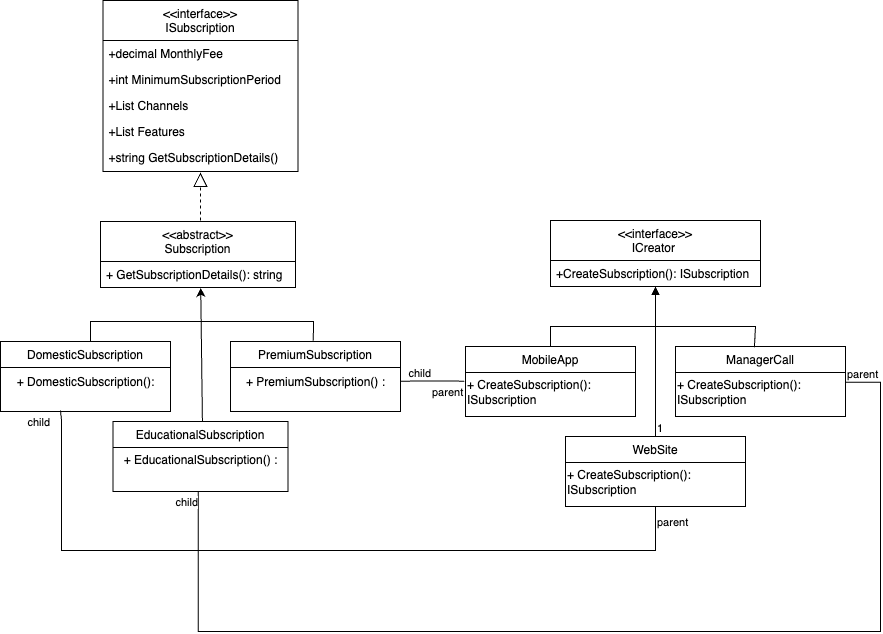 <<interface>>
ISubscription
+decimal MonthlyFee
+int MinimumSubscriptionPeriod
+List Channels
+List Features
+string GetSubscriptionDetails()
<<abstract>>
Subscription
+ GetSubscriptionDetails(): string
<<interface>>
ICreator
+CreateSubscription(): ISubscription
DomesticSubscription
+ DomesticSubscription():
child
PremiumSubscription
+ PremiumSubscription() :
child
parent
MobileApp
+ CreateSubscription():
ISubscription
ManagerCall
+ CreateSubscription():
ISubscription
parent
EducationalSubscription
+ EducationalSubscription() :
child
1
WebSite
+ CreateSubscription():
ISubscription
parent